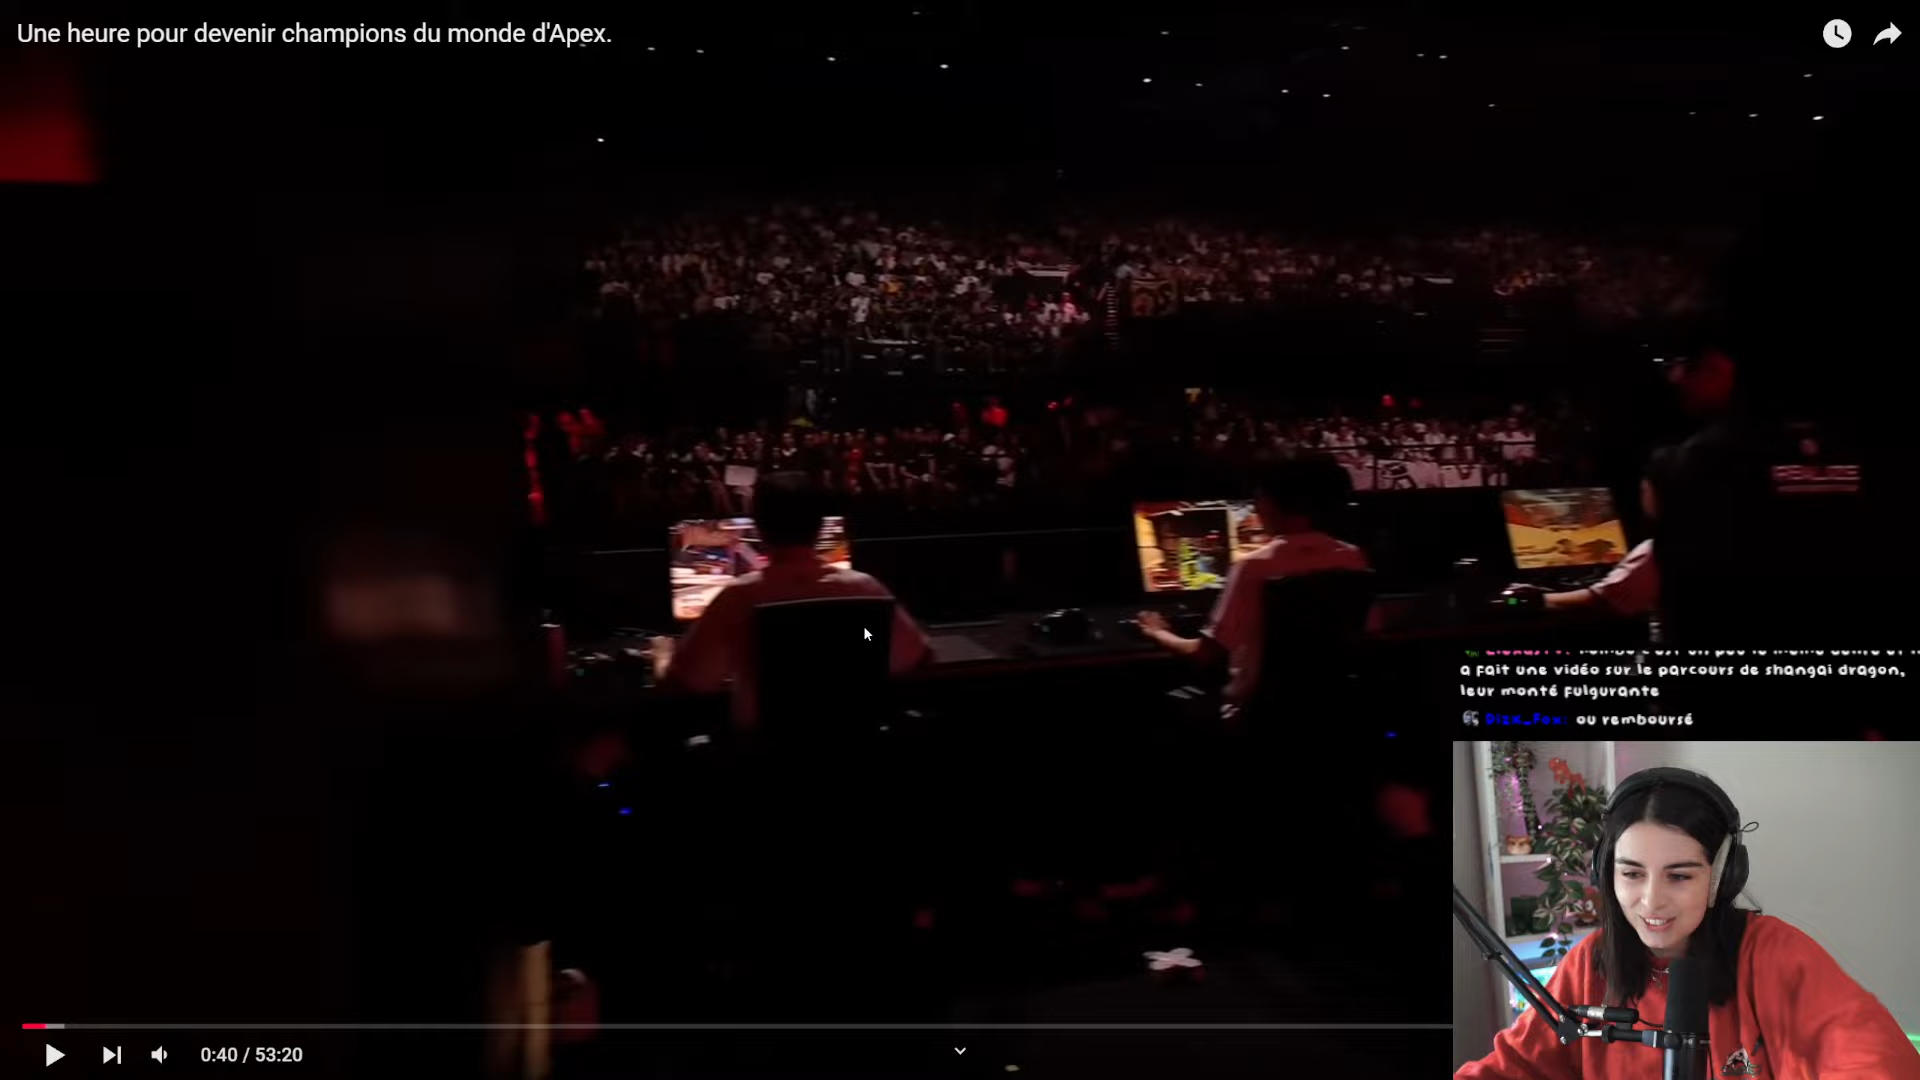 Une heure pour devenir champions du monde d'Apex.
a fait une vidéo sur le parcours de shangai dragon,
leur monté fulgurante
Dizx_Fox: ou remboursé
0:40 / 53:20